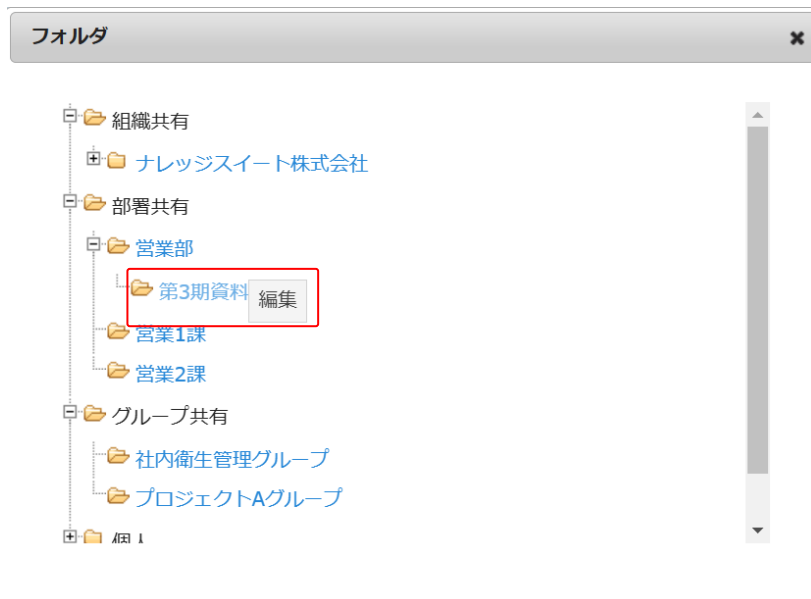 フォルダ
組織共有
ナレッジスイート株式会社
部署共有
営業部
第3期資料
編集
営業1課
営業2課
グループ共有
社内衛生管理グループ
プロジェクトAグループ
個人